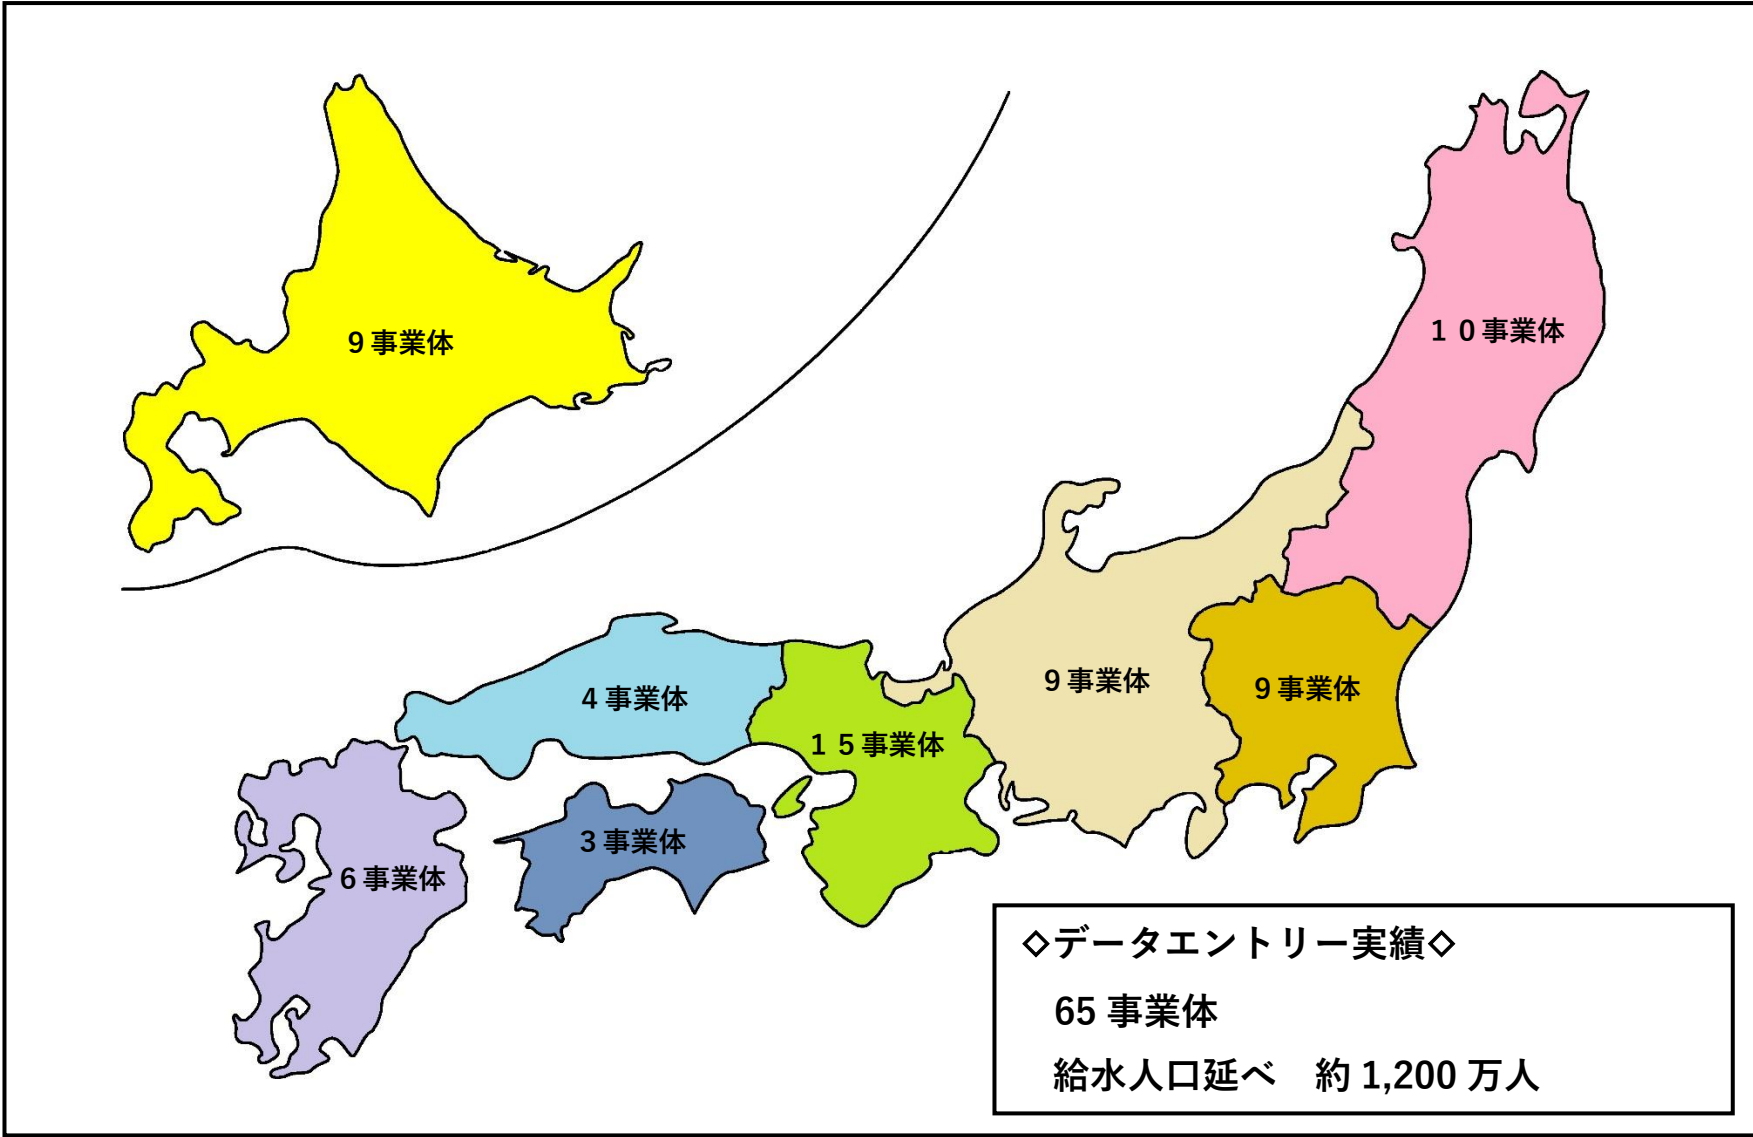 9事業体
１０事業体
9事業体
9事業体
4事業体
１５事業体
3事業体
6事業体
◇データエントリー実績◇
65事業体
給水人口延べ　約1,200万人